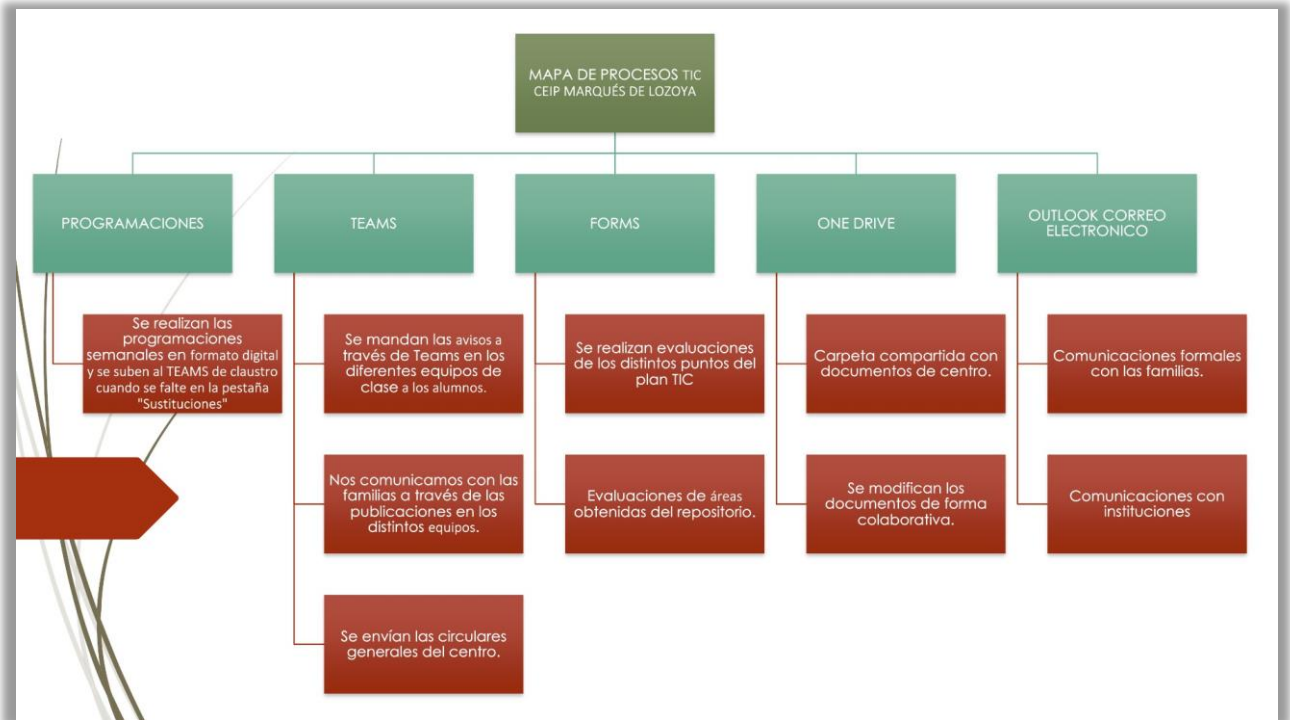 MAPA DE PROCESOS TIC
CEIP MARQUÉS DE LOZOYA
PROGRAMACIONES
Se realizan las
programaciones
semanales en formato digital
y se suben al TEAMS de claustro
cuando se falte en la pestaña
"Sustituciones"
TEAMS
Se mandan las avisos a
través de Teams en los
diferentes equipos de
clase a los alumnos.
Nos comunicamos con las
familias a través de las
publicaciones en los
distintos equipos.
Se envían las circulares
generales del centro.
FORMS
Se realizan evaluaciones
de los distintos puntos del
plan TIC
Evaluaciones de áreas
obtenidas del repositorio.
ONE DRIVE
Carpeta compartida con
documentos de centro.
Se modifican los
documentos de forma
colaborativa.
OUTLOOK CORREO
ELECTRONICO
Comunicaciones formales
con las familias.
Comunicaciones con
instituciones